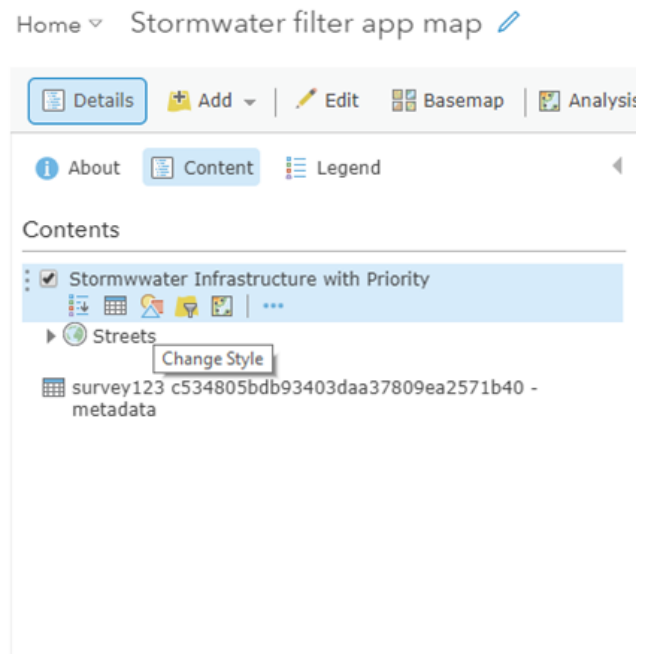 Home Stormwater filter app map
Details Add Edit Basemap Analysis
About Content Legend
Contents
Stormwwater Infrastructure with Priority
Streets
Change Style
survey123 c534805bdb93403daa37809ea2571b40 -
metadata